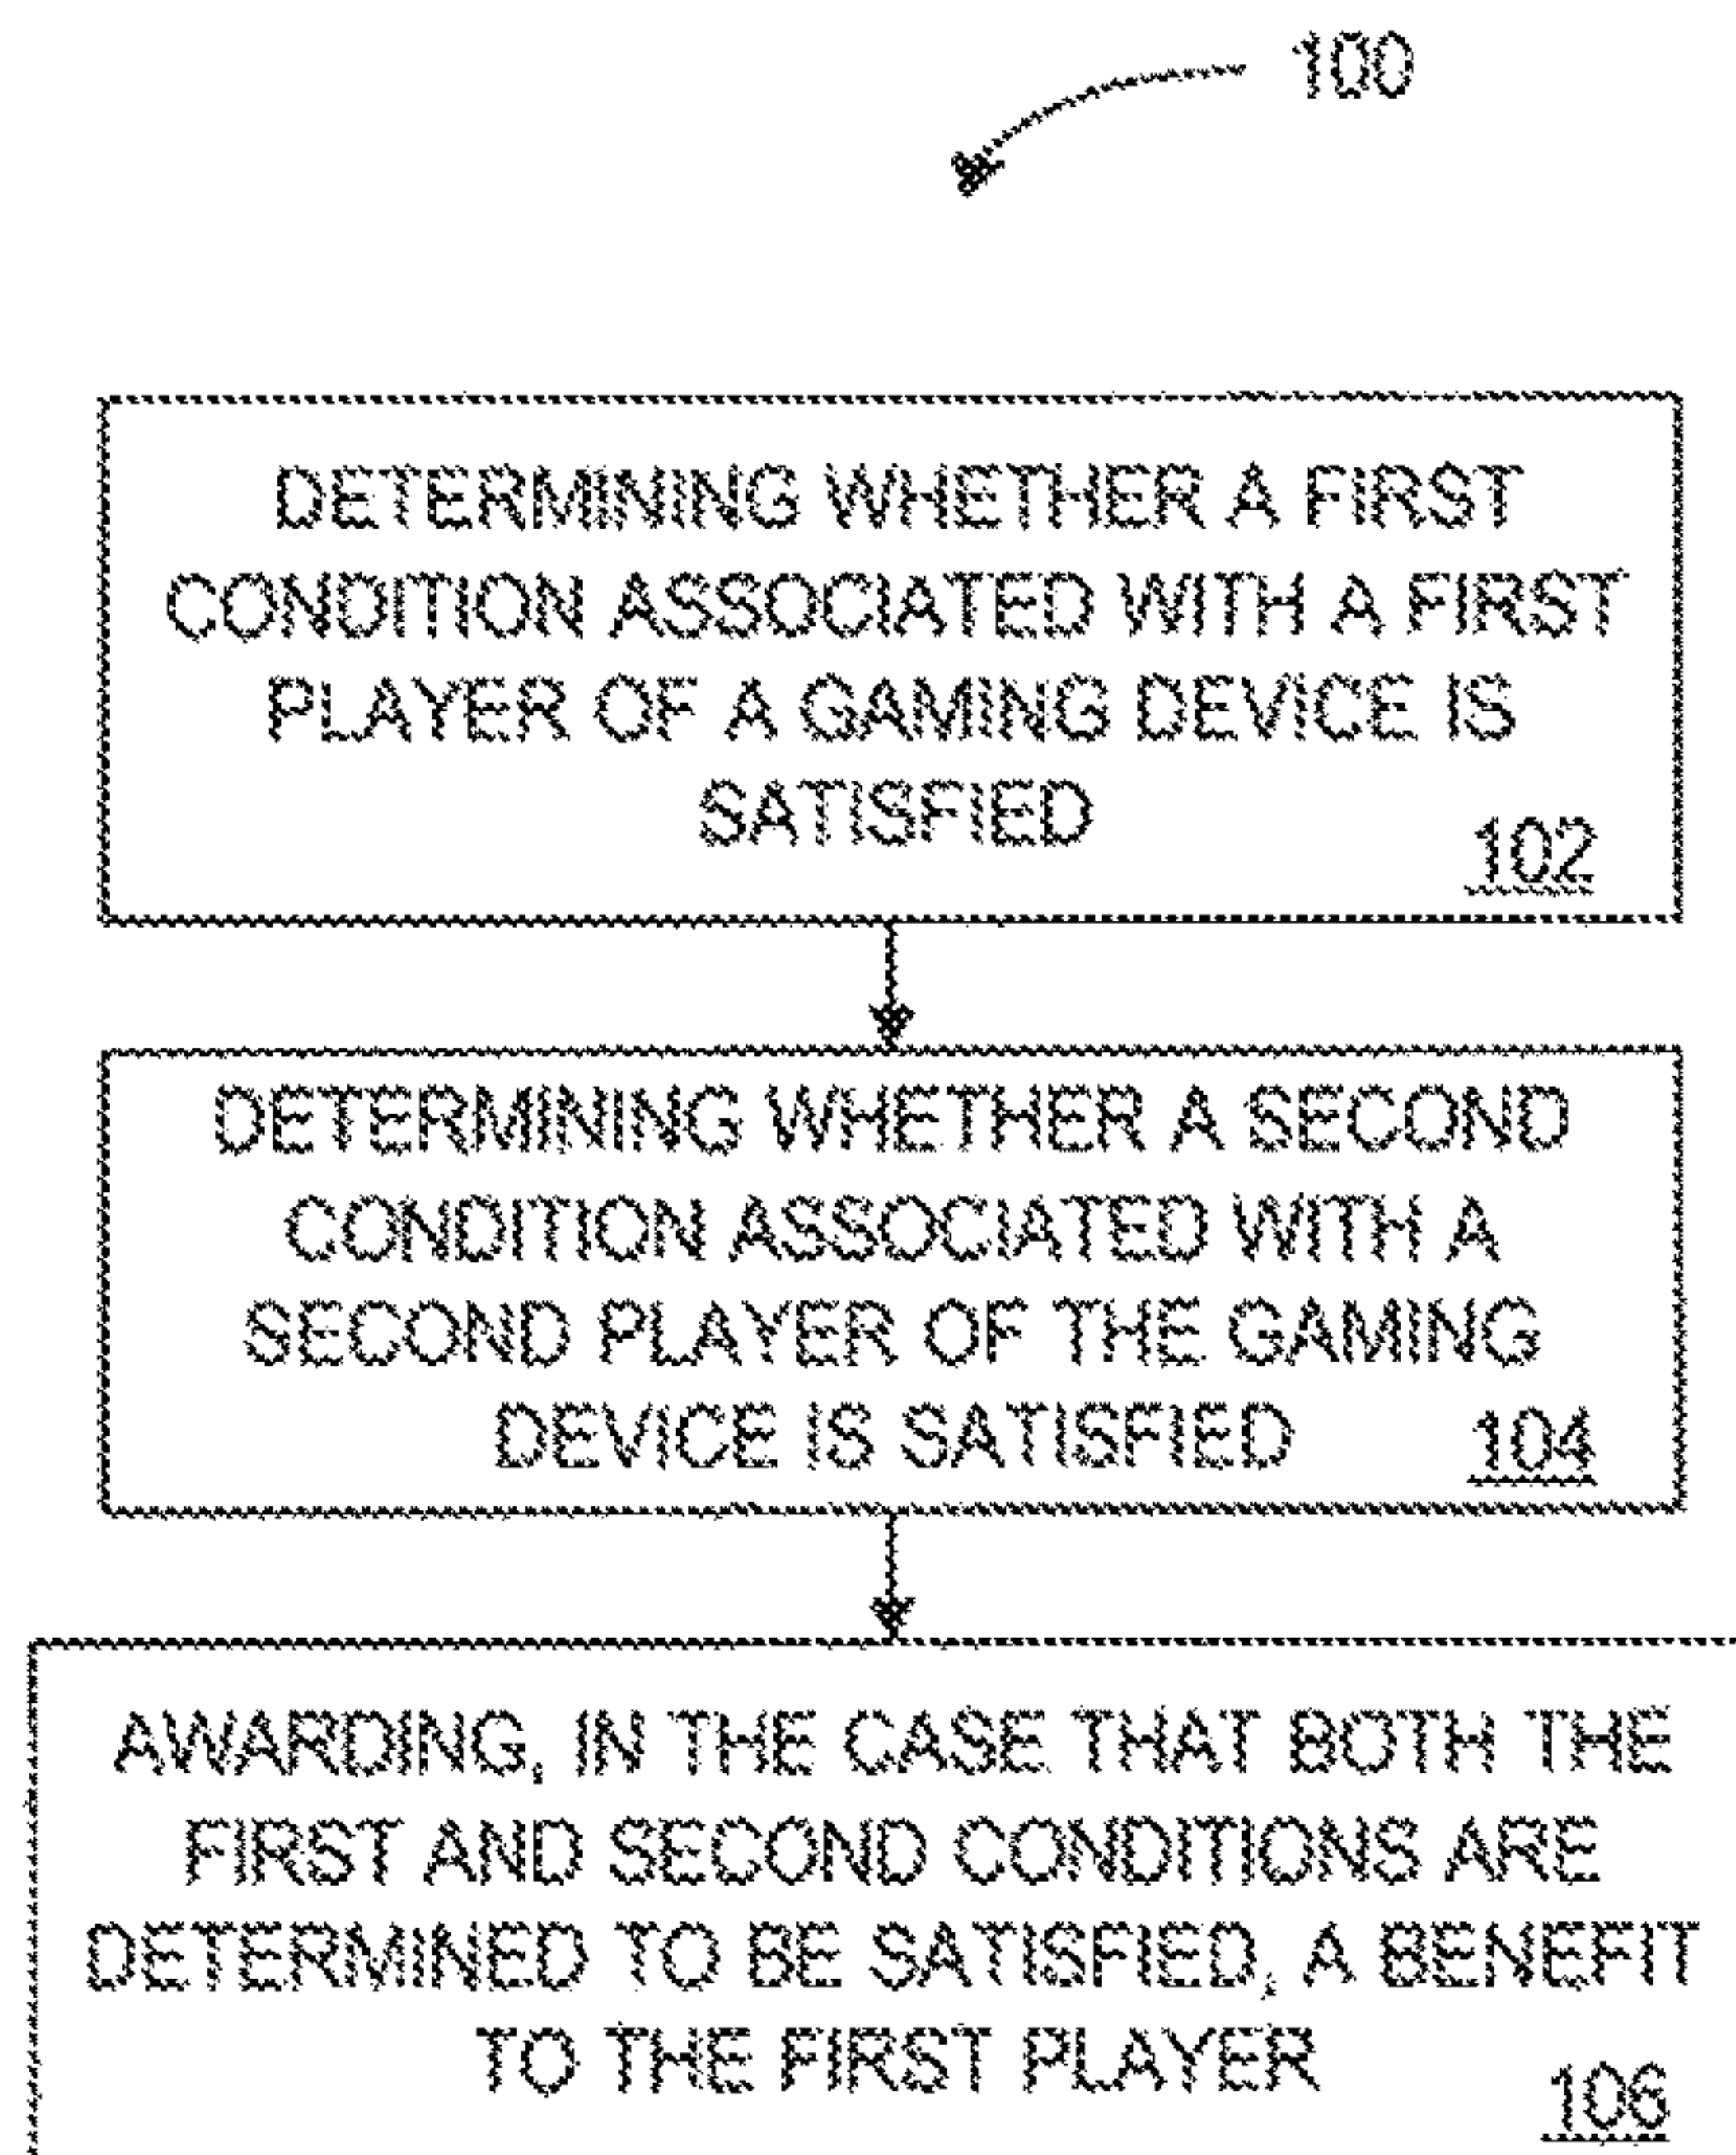 100
DETERMINING WHETHER A FIRST
CONDITION ASSOCIATED WITH A FIRST
PLAYER OF A GAMING DEVICE IS
SATISFIED
102
DETERMINING WHETHER A SECOND
CONDITION ASSOCIATED WITH A
SECOND PLAYER OF THE GAMING
DEVICE IS SATISFIED
104
AWARDING, IN THE CASE THAT BOTH THE
FIRST AND SECOND CONDITIONS ARE
DETERMINED TO BE SATISFIED, A BENEFIT
TO THE FIRST PLAYER
106